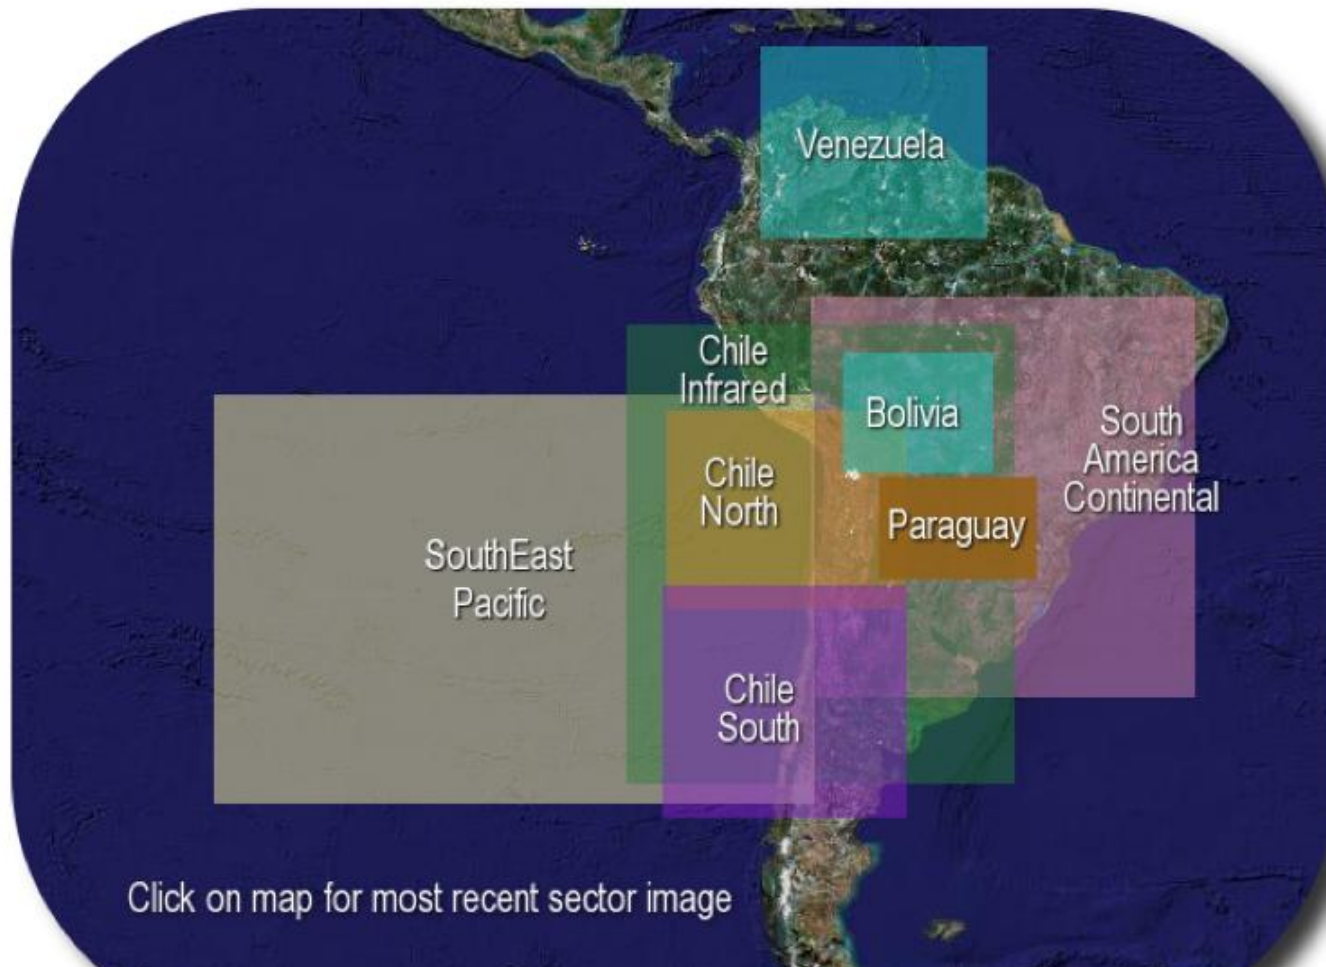 Venezuela
Chile
Infrared
Bolivia
South
America
Continental
Chile
North
Paraguay
SouthEast
Pacific
Chile
South
Click on map for most recent sector image